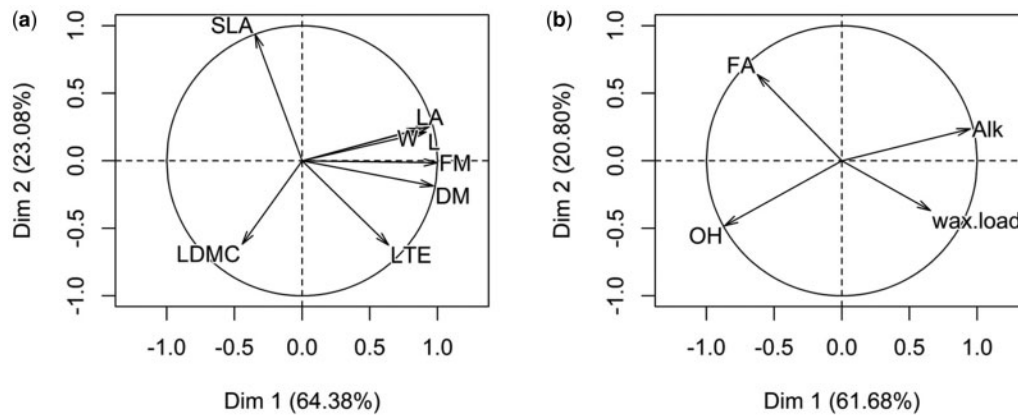 (a)
SLA
LA
W
L
FM
DM
LTE
LDMC
Dim 2 (23.08%)
1.0
0.5
0.0
-0.5
-1.0
-1.0 -0.5 0.0 0.5 1.0
Dim 1 (64.38%)
(b)
FA
Alk
wax.load
OH
Dim 2 (20.80%)
1.0
0.5
0.0
-0.5
-1.0
-1.0 -0.5 0.0 0.5 1.0
Dim 1 (61.68%)